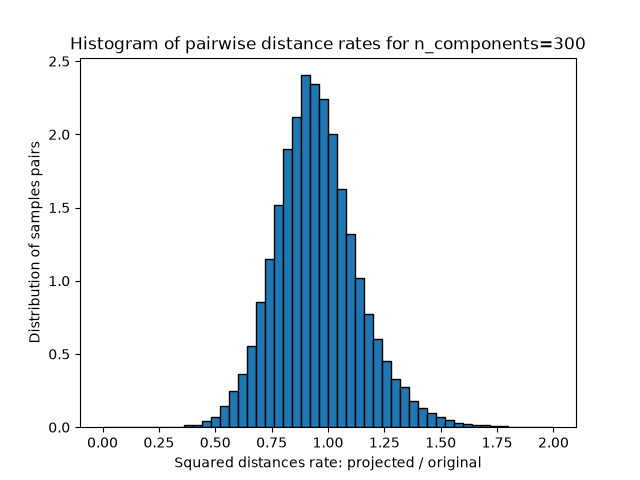 Histogram of pairwise distance rates for n_components=300
2.5
2.0
1.5
1.0
0.5
0.0
Distribution of samples pairs
0.00 0.25 0.50 0.75 1.00 1.25 1.50 1.75 2.00
Squared distances rate: projected / original